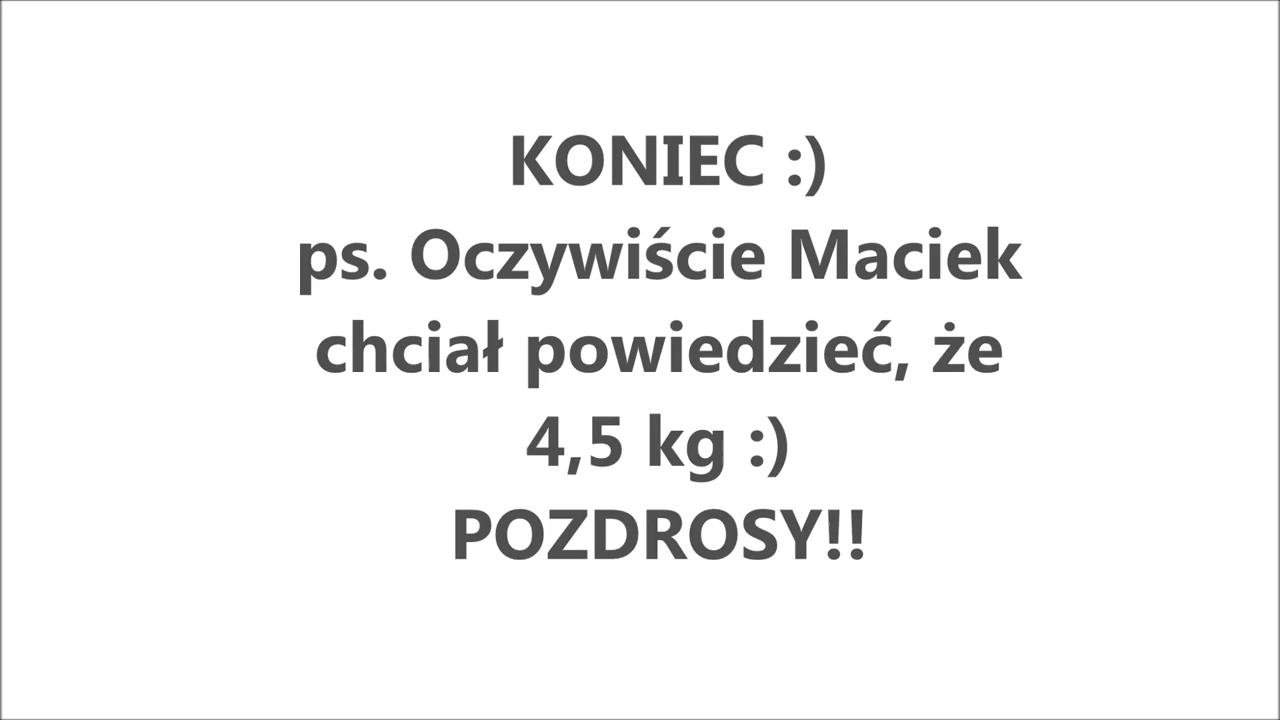 KONIEC :)
ps. Oczywiście Maciek
chciał powiedzieć, że
4,5 kg :)
POZDROSY!!